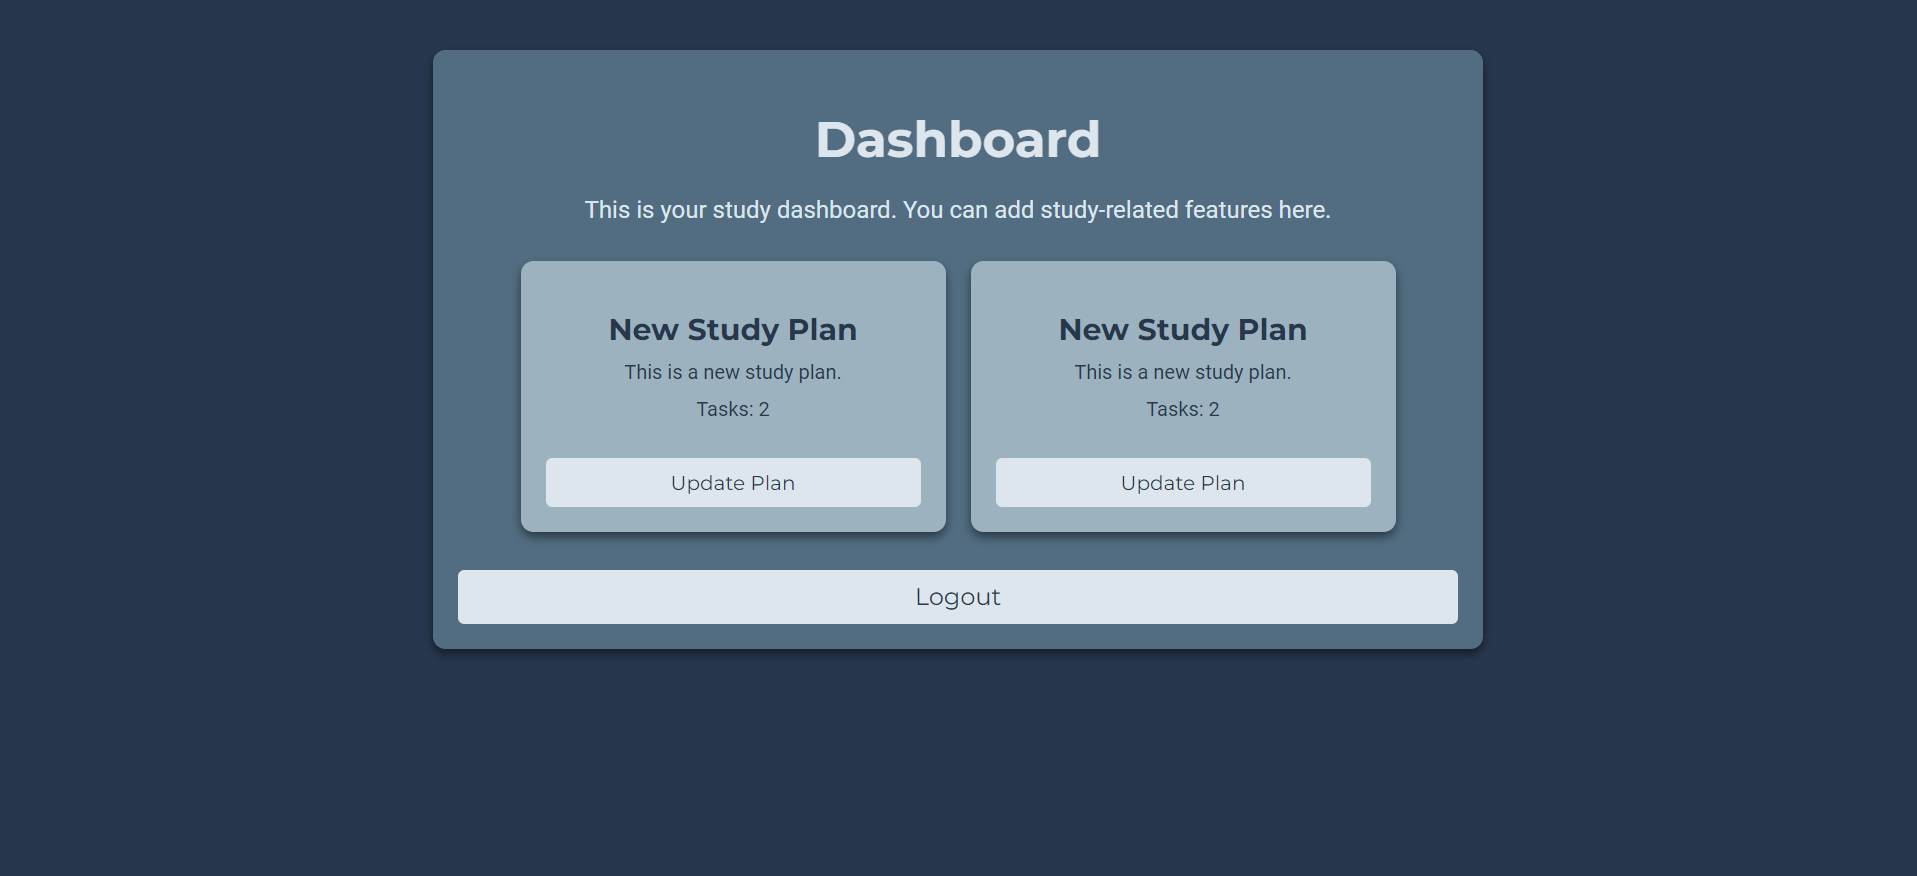 Dashboard
This is your study dashboard. You can add study-related features here.
New Study Plan
This is a new study plan.
Tasks: 2
Update Plan
New Study Plan
This is a new study plan.
Tasks: 2
Update Plan
Logout